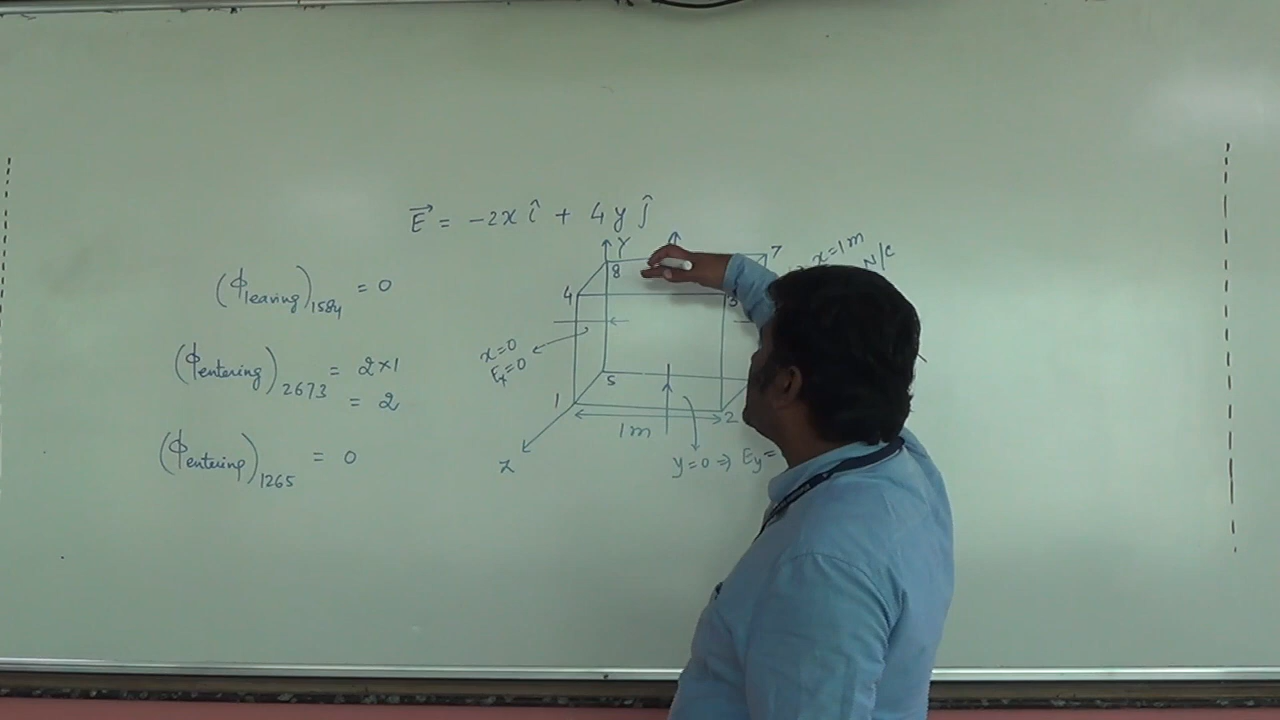 E⃗ = -2x î + 4y ĵ
(ϕleaving)1584 = 0
(ϕentering)2673 = 2×1
= 2
(ϕentering)1265 = 0
Y
8
7
4
3
x=1m
N/C
x=0
Ex=0
5
1
2
1m
Z
y=0 ⇒ Ey=